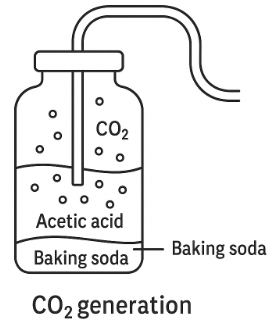 CO₂
Acetic acid
Baking soda
Baking soda
CO₂ generation